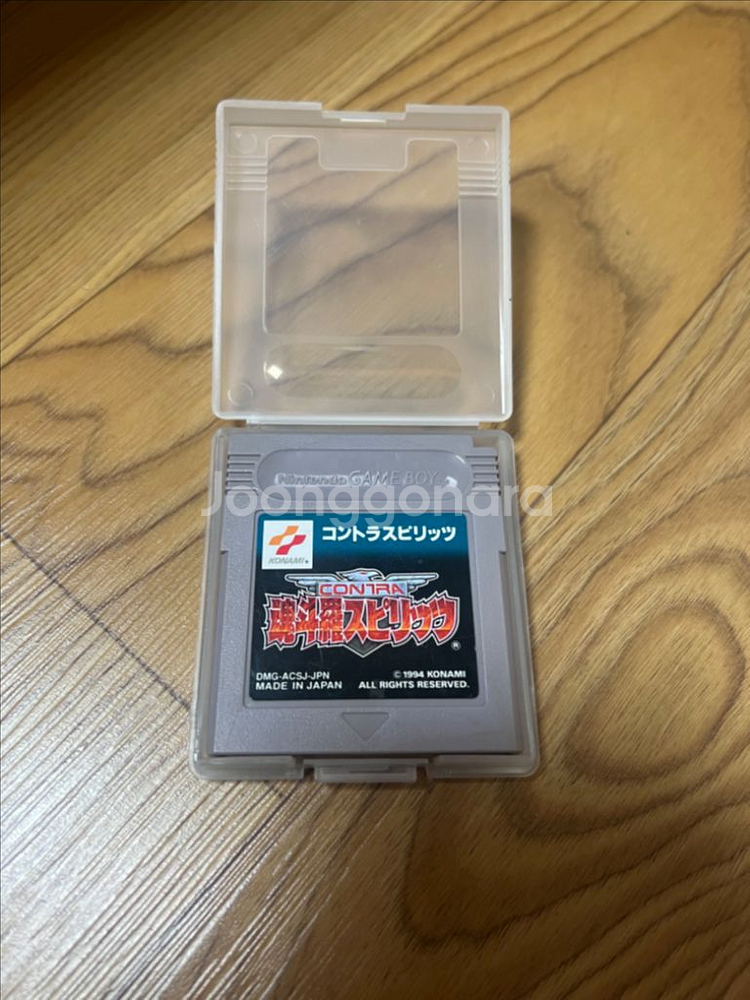 Nintendo GAME BOY
Joonggonara
KONAMI®
コントラスピリッツ
CONTRA
魂斗羅スピリッツ
®
DMG-ACSJ-JPN
MADE IN JAPAN
©1994 KONAMI
ALL RIGHTS RESERVED.